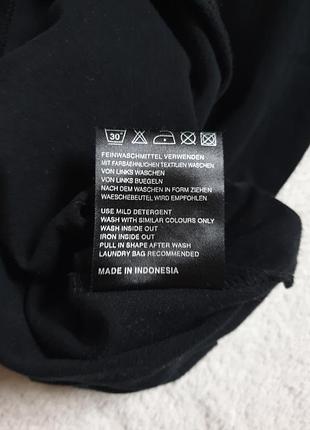 30
FEINWASCHMITTEL VERWENDEN
MIT FARBAEHNLICHEN TEXTILIEN WASCHEN
VON LINKS WASCHEN
VON LINKS BUEGELN
NACH DEM WASCHEN IN FORM ZIEHEN
WAESCHEBEUTEL WIRD EMPFOHLEN
USE MILD DETERGENT
WASH WITH SIMILAR COLOURS ONLY
WASH INSIDE OUT
IRON INSIDE OUT
PULL IN SHAPE AFTER WASH
LAUNDRY BAG RECOMMENDED
MADE IN INDONESIA